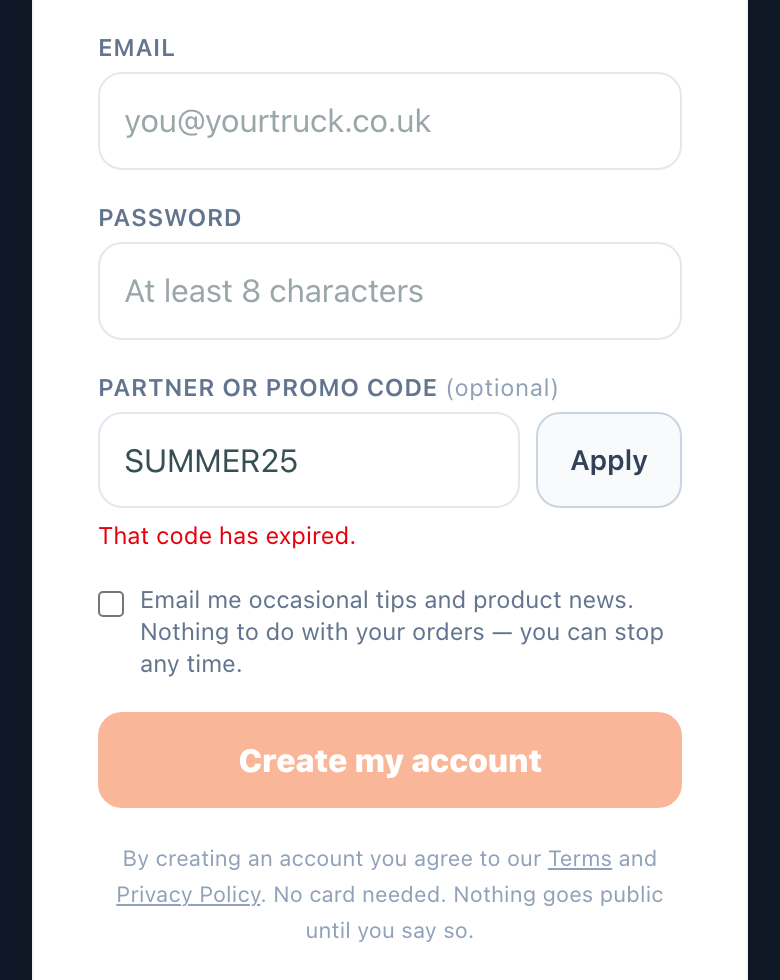 EMAIL
you@yourtruck.co.uk
PASSWORD
At least 8 characters
PARTNER OR PROMO CODE (optional)
SUMMER25
Apply
That code has expired.
Email me occasional tips and product news.
Nothing to do with your orders — you can stop
any time.
Create my account
By creating an account you agree to our Terms and
Privacy Policy. No card needed. Nothing goes public
until you say so.